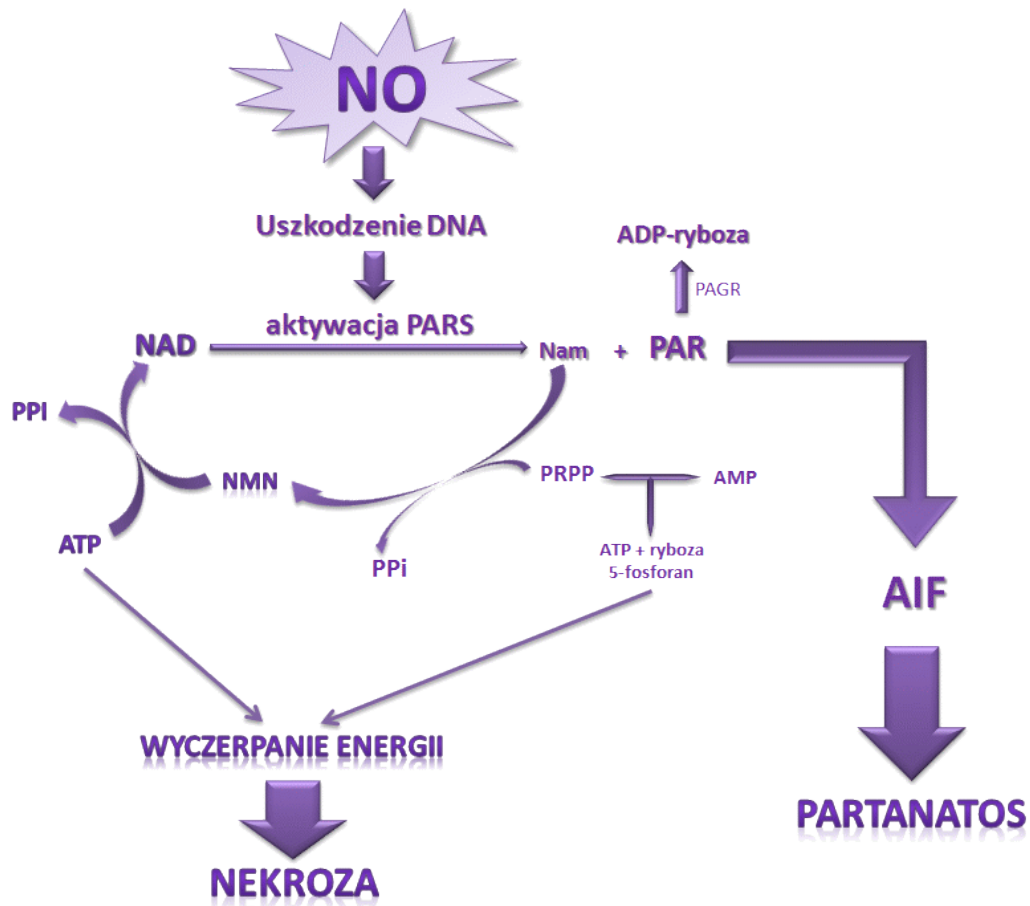 NO
Uszkodzenie DNA
ADP-ryboza
PAGR
aktywacja PARS
NAD
Nam + PAR
PPI
NMN
PRPP
AMP
ATP
PPi
ATP + ryboza
5-fosforan
AIF
WYCZERPANIE ENERGII
PARTANATOS
NEKROZA